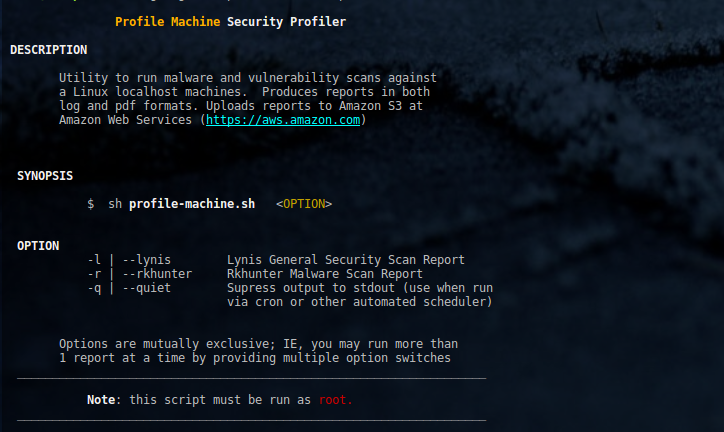 Profile Machine Security Profiler
DESCRIPTION
Utility to run malware and vulnerability scans against
a Linux localhost machines.  Produces reports in both
log and pdf formats. Uploads reports to Amazon S3 at
Amazon Web Services (https://aws.amazon.com)
SYNOPSIS
$  sh profile-machine.sh   <OPTION>
OPTION
-l | --lynis        Lynis General Security Scan Report
-r | --rkhunter     Rkhunter Malware Scan Report
-q | --quiet        Supress output to stdout (use when run
via cron or other automated scheduler)
Options are mutually exclusive; IE, you may run more than
1 report at a time by providing multiple option switches
Note: this script must be run as root.